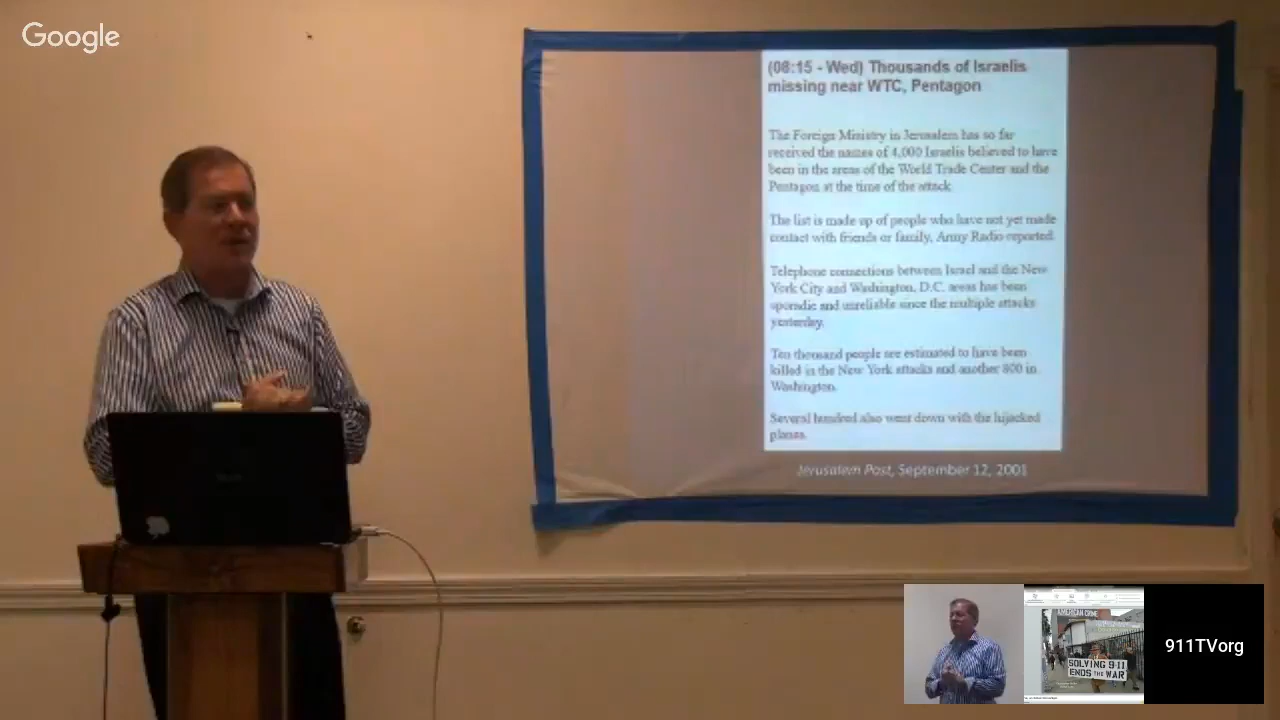 Google
(08:15 - Wed) Thousands of Israelis
missing near WTC, Pentagon
The Foreign Ministry in Jerusalem has so far
received the names of 4,000 Israelis believed to have
been in the areas of the World Trade Center and the
Pentagon at the time of the attack.
The list is made up of people who have not yet made
contact with friends or family, Army Radio reported.
Telephone connections between Israel and the New
York City and Washington, D.C. areas has been
sporadic and unreliable since the multiple attacks
yesterday.
Ten thousand people are estimated to have been
killed in the New York attacks and another 800 in
Washington.
Several hundred also went down with the hijacked
planes.
Jerusalem Post, September 12, 2001
AMERICAN CRIME
SOLVING 9-11
ENDS THE WAR
911TVorg